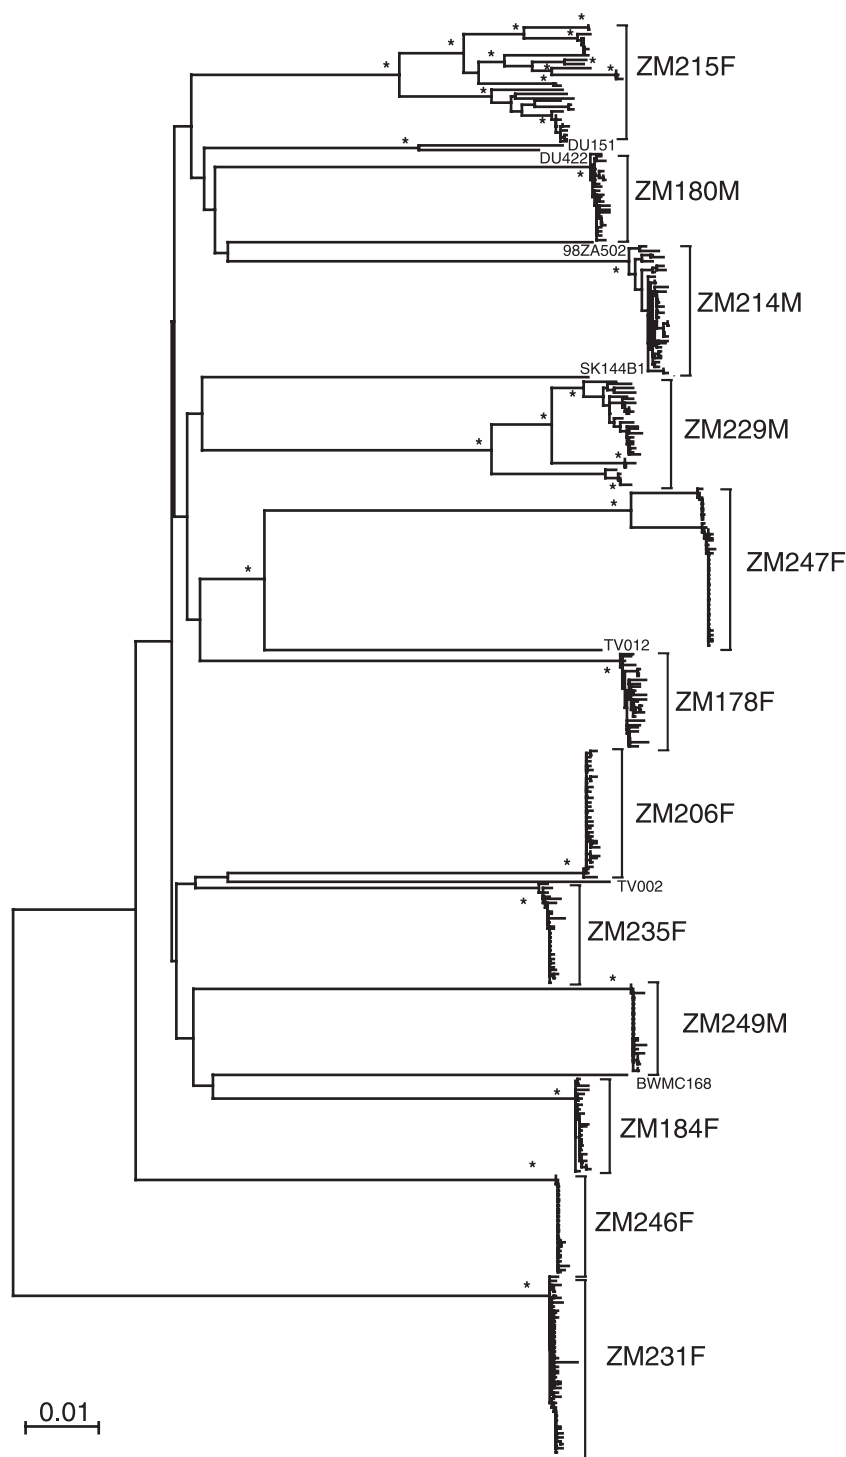 ZM215F
DU151
DU422
ZM180M
98ZA502
ZM214M
SK144B1
ZM229M
ZM247F
TV012
ZM178F
ZM206F
TV002
ZM235F
ZM249M
BWMC168
ZM184F
ZM246F
ZM231F
0.01